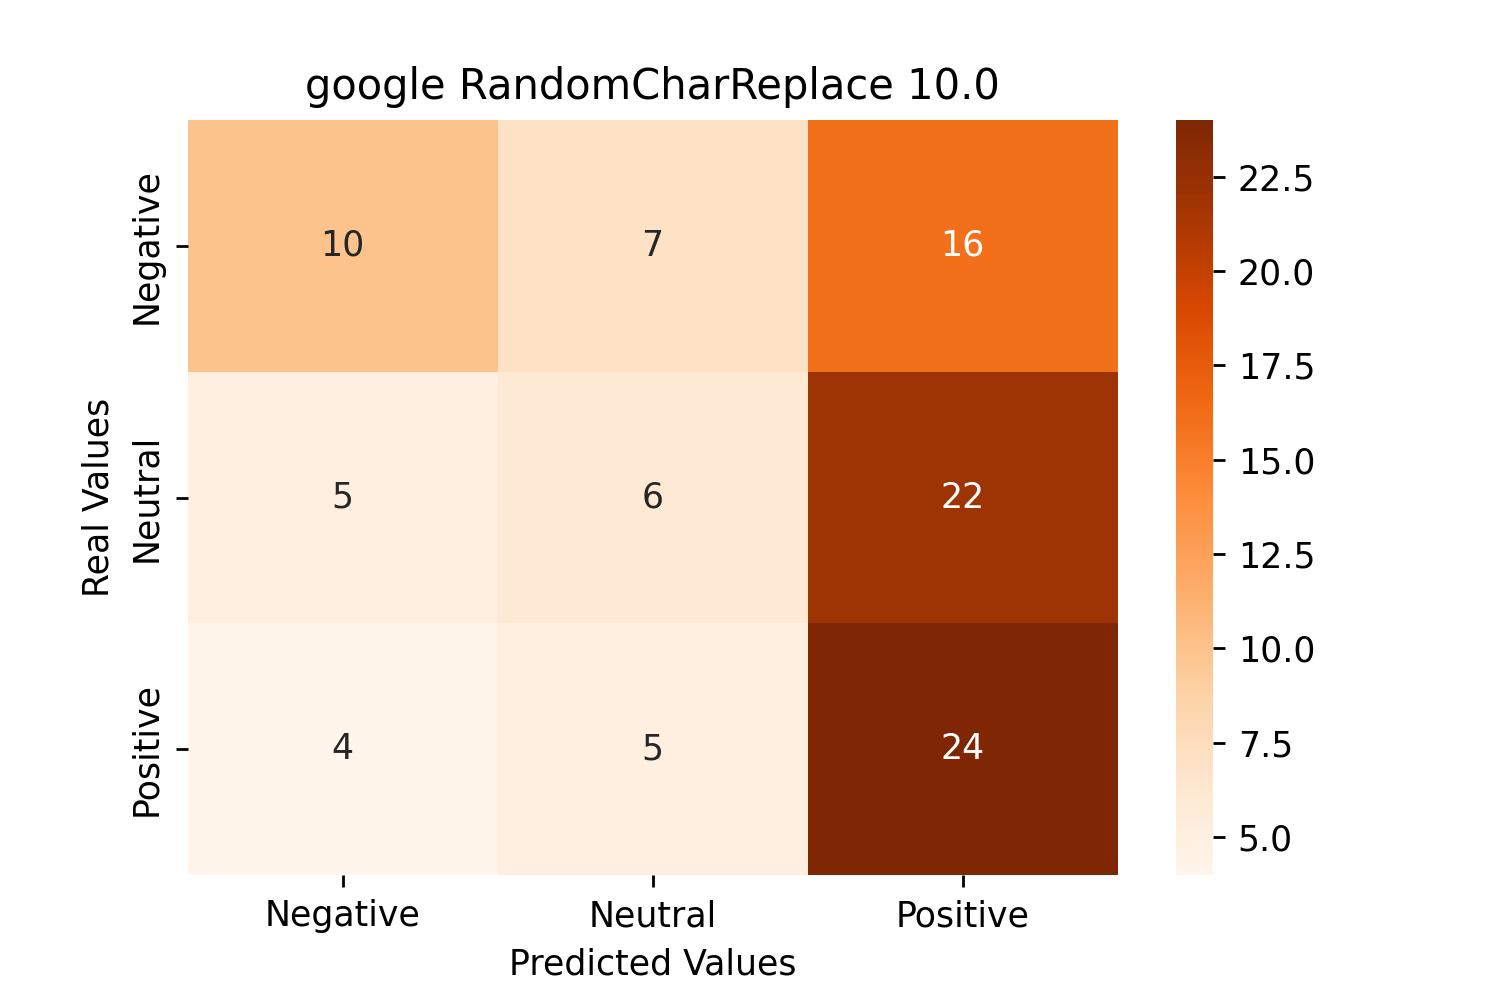 google RandomCharReplace 10.0
Real Values
Negative
10 7 16
Neutral
5 6 22
Positive
4 5 24
Negative Neutral Positive
Predicted Values
22.5
20.0
17.5
15.0
12.5
10.0
7.5
5.0